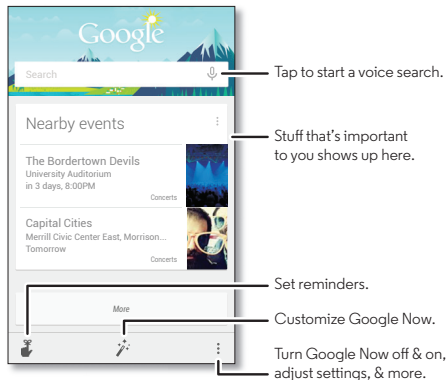 Google
Search
Tap to start a voice search.
Nearby events
Stuff that's important
to you shows up here.
The Bordertown Devils
University Auditorium
in 3 days, 8:00PM
Concerts
Capital Cities
Merrill Civic Center East, Morrison...
Tomorrow
Concerts
More
Set reminders.
Customize Google Now.
Turn Google Now off & on,
adjust settings, & more.